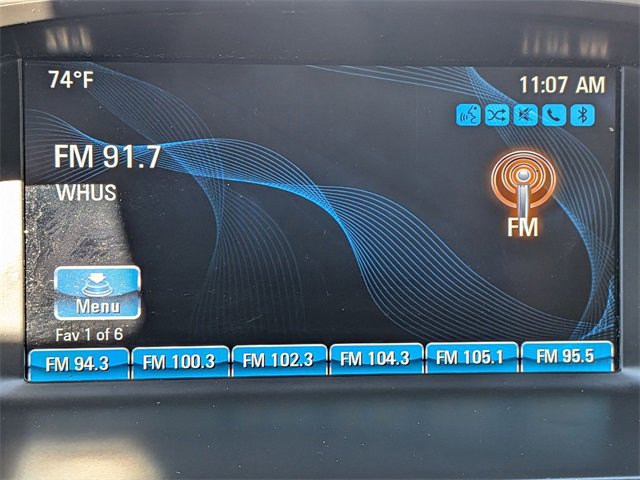 74°F 11:07 AM
FM 91.7
WHUS
FM
Menu
Fav 1 of 6
FM 94.3 FM 100.3 FM 102.3 FM 104.3 FM 105.1 FM 95.5